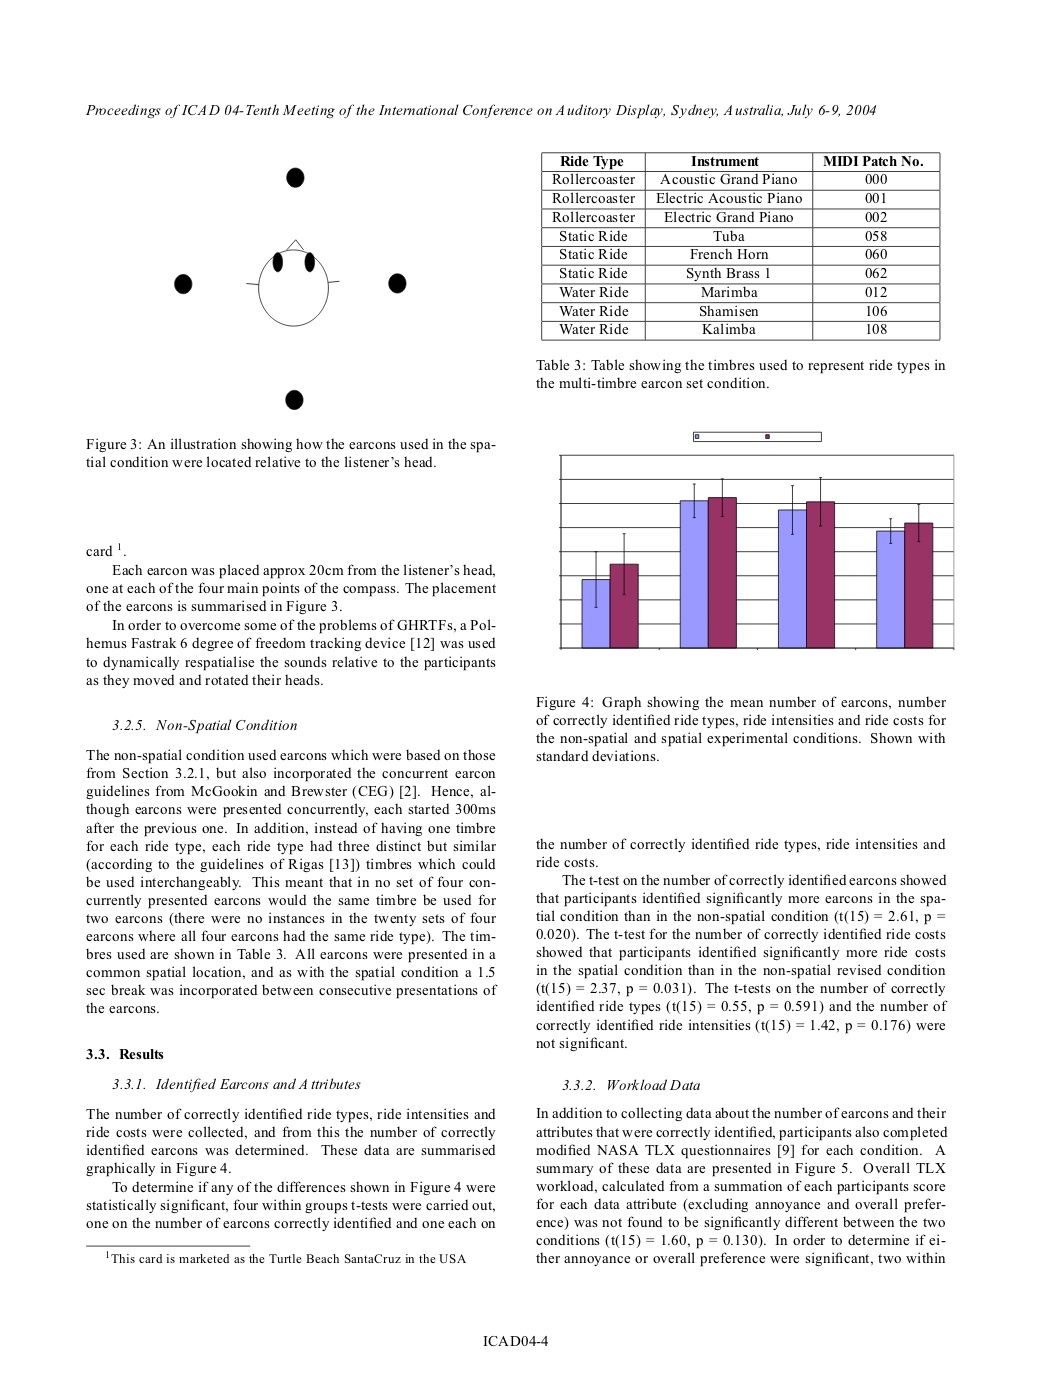 Proceedings of ICAD 04-Tenth Meeting of the International Conference on Auditory Display, Sydney, Australia, July 6-9, 2004
Figure 3: An illustration showing how the earcons used in the spa-
tial condition were located relative to the listener's head.
card 1.
Each earcon was placed approx 20cm from the listener's head,
one at each of the four main points of the compass. The placement
of the earcons is summarised in Figure 3.
In order to overcome some of the problems of GHRTFs, a Pol-
hemus Fastrak 6 degree of freedom tracking device [12] was used
to dynamically respatialise the sounds relative to the participants
as they moved and rotated their heads.
3.2.5. Non-Spatial Condition
The non-spatial condition used earcons which were based on those
from Section 3.2.1, but also incorporated the concurrent earcon
guidelines from McGookin and Brewster (CEG) [2]. Hence, al-
though earcons were presented concurrently, each started 300ms
after the previous one. In addition, instead of having one timbre
for each ride type, each ride type had three distinct but similar
(according to the guidelines of Rigas [13]) timbres which could
be used interchangeably. This meant that in no set of four con-
currently presented earcons would the same timbre be used for
two earcons (there were no instances in the twenty sets of four
earcons where all four earcons had the same ride type). The tim-
bres used are shown in Table 3. All earcons were presented in a
common spatial location, and as with the spatial condition a 1.5
sec break was incorporated between consecutive presentations of
the earcons.
3.3. Results
3.3.1. Identified Earcons and Attributes
The number of correctly identified ride types, ride intensities and
ride costs were collected, and from this the number of correctly
identified earcons was determined. These data are summarised
graphically in Figure 4.
To determine if any of the differences shown in Figure 4 were
statistically significant, four within groups t-tests were carried out,
one on the number of earcons correctly identified and one each on
1This card is marketed as the Turtle Beach SantaCruz in the USA
Ride Type Instrument MIDI Patch No.
Rollercoaster Acoustic Grand Piano 000
Rollercoaster Electric Acoustic Piano 001
Rollercoaster Electric Grand Piano 002
Static Ride Tuba 058
Static Ride French Horn 060
Static Ride Synth Brass 1 062
Water Ride Marimba 012
Water Ride Shamisen 106
Water Ride Kalimba 108
Table 3: Table showing the timbres used to represent ride types in
the multi-timbre earcon set condition.
Figure 4: Graph showing the mean number of earcons, number
of correctly identified ride types, ride intensities and ride costs for
the non-spatial and spatial experimental conditions. Shown with
standard deviations.
the number of correctly identified ride types, ride intensities and
ride costs.
The t-test on the number of correctly identified earcons showed
that participants identified significantly more earcons in the spa-
tial condition than in the non-spatial condition (t(15) = 2.61, p =
0.020). The t-test for the number of correctly identified ride costs
showed that participants identified significantly more ride costs
in the spatial condition than in the non-spatial revised condition
(t(15) = 2.37, p = 0.031). The t-tests on the number of correctly
identified ride types (t(15) = 0.55, p = 0.591) and the number of
correctly identified ride intensities (t(15) = 1.42, p = 0.176) were
not significant.
3.3.2. Workload Data
In addition to collecting data about the number of earcons and their
attributes that were correctly identified, participants also completed
modified NASA TLX questionnaires [9] for each condition. A
summary of these data are presented in Figure 5. Overall TLX
workload, calculated from a summation of each participants score
for each data attribute (excluding annoyance and overall prefer-
ence) was not found to be significantly different between the two
conditions (t(15) = 1.60, p = 0.130). In order to determine if ei-
ther annoyance or overall preference were significant, two within
ICAD04-4